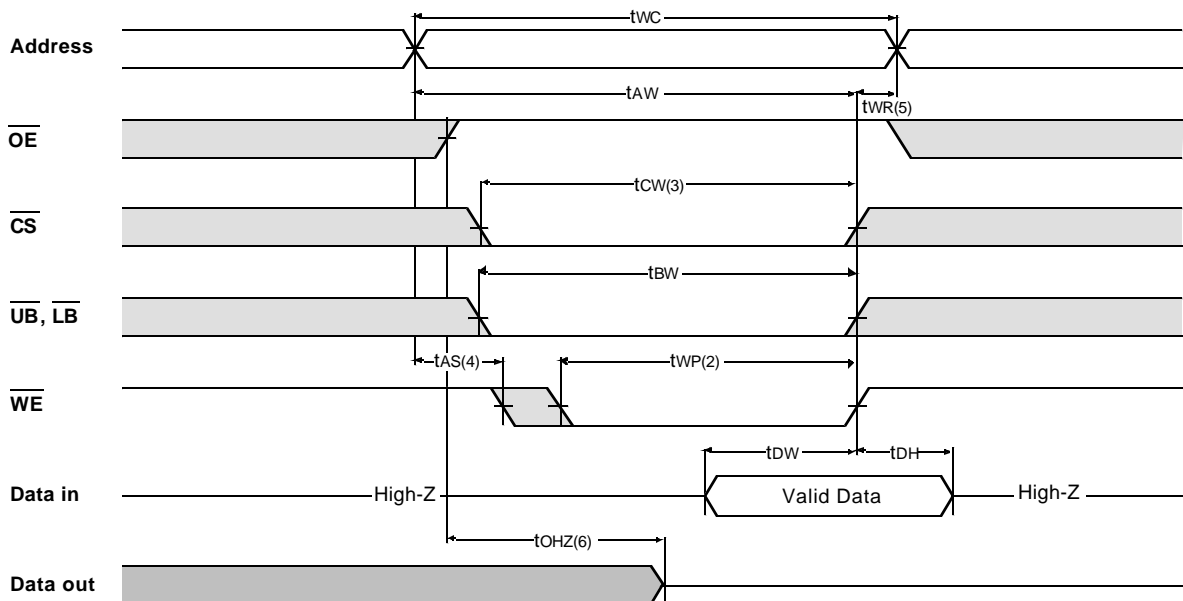 tWC
Address
tAW
tWR(5)
OE
tCW(3)
CS
tBW
UB, LB
tAS(4)
tWP(2)
WE
tDW
tDH
Data in
High-Z
Valid Data
High-Z
tOHZ(6)
Data out